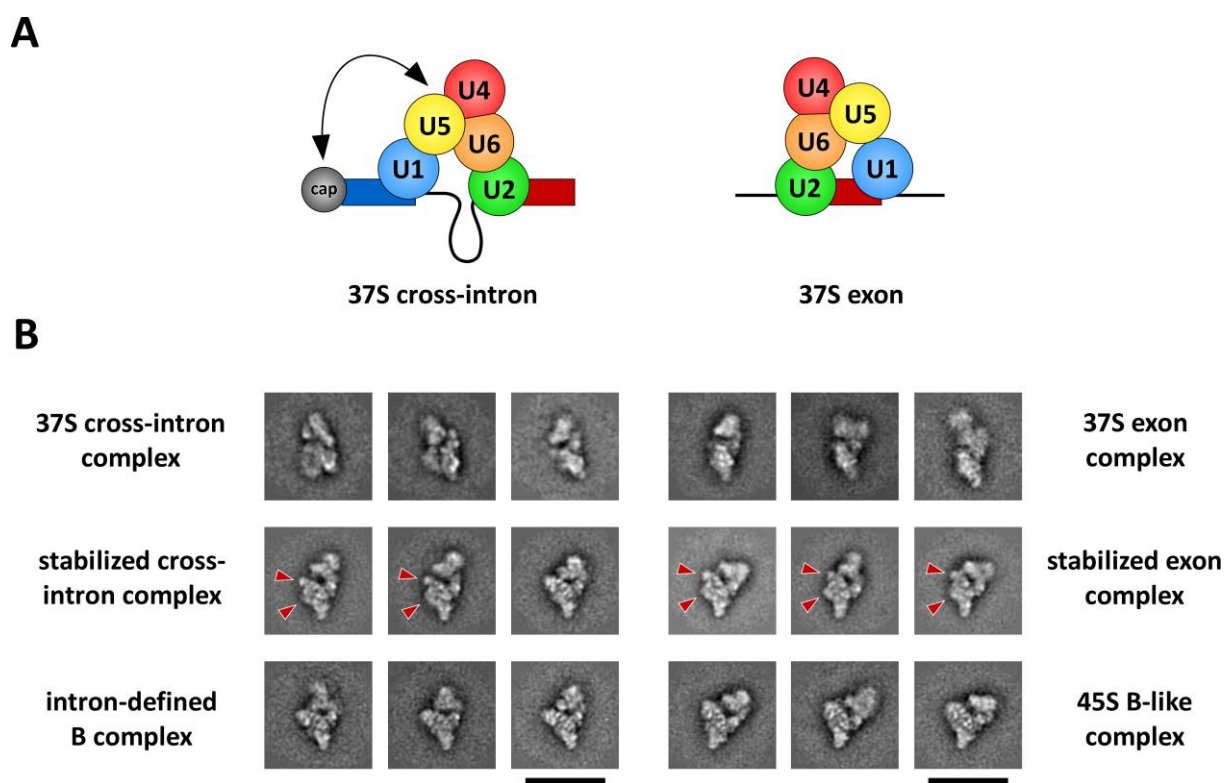 A
U4
U5
U6
U1
U2
cap
37S cross-intron
U4
U5
U6
U1
U2
37S exon
B
37S cross-intron
complex
37S exon
complex
stabilized cross-
intron complex
stabilized exon
complex
intron-defined
B complex
45S B-like
complex